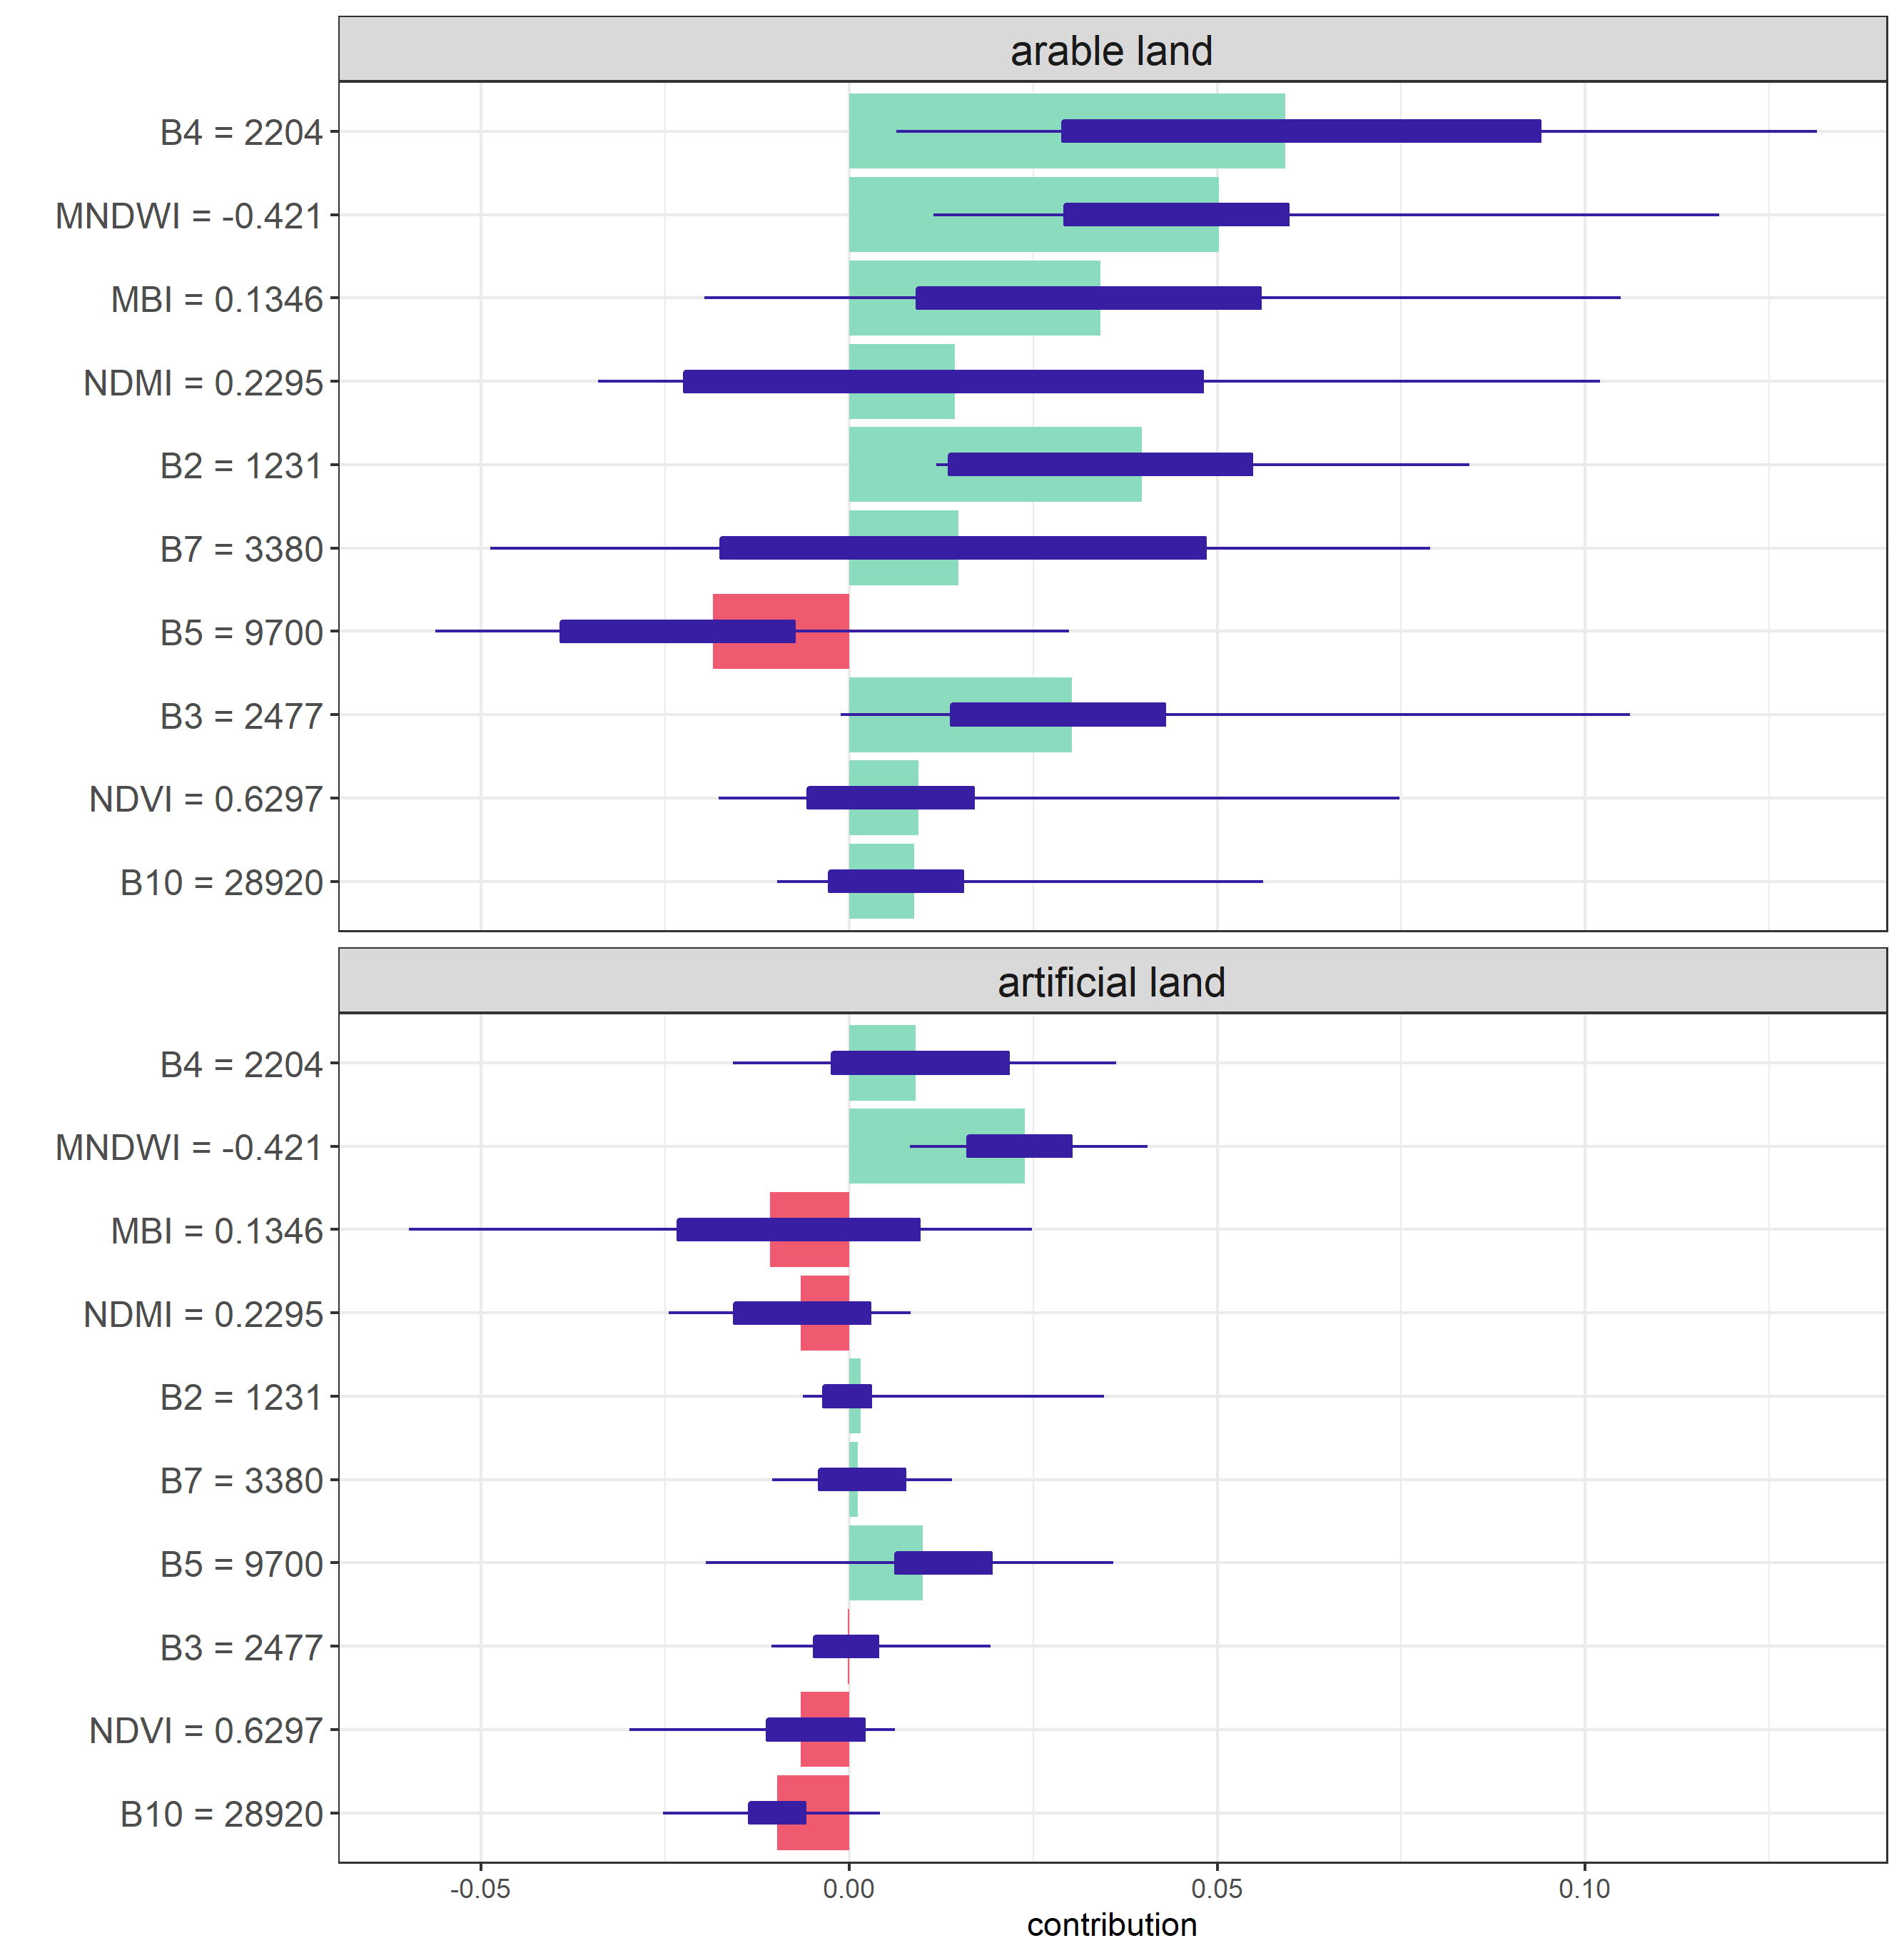 arable land
B4 = 2204
MNDWI = -0.421
MBI = 0.1346
NDMI = 0.2295
B2 = 1231
B7 = 3380
B5 = 9700
B3 = 2477
NDVI = 0.6297
B10 = 28920
artificial land
B4 = 2204
MNDWI = -0.421
MBI = 0.1346
NDMI = 0.2295
B2 = 1231
B7 = 3380
B5 = 9700
B3 = 2477
NDVI = 0.6297
B10 = 28920
-0.05 0.00 0.05 0.10
contribution